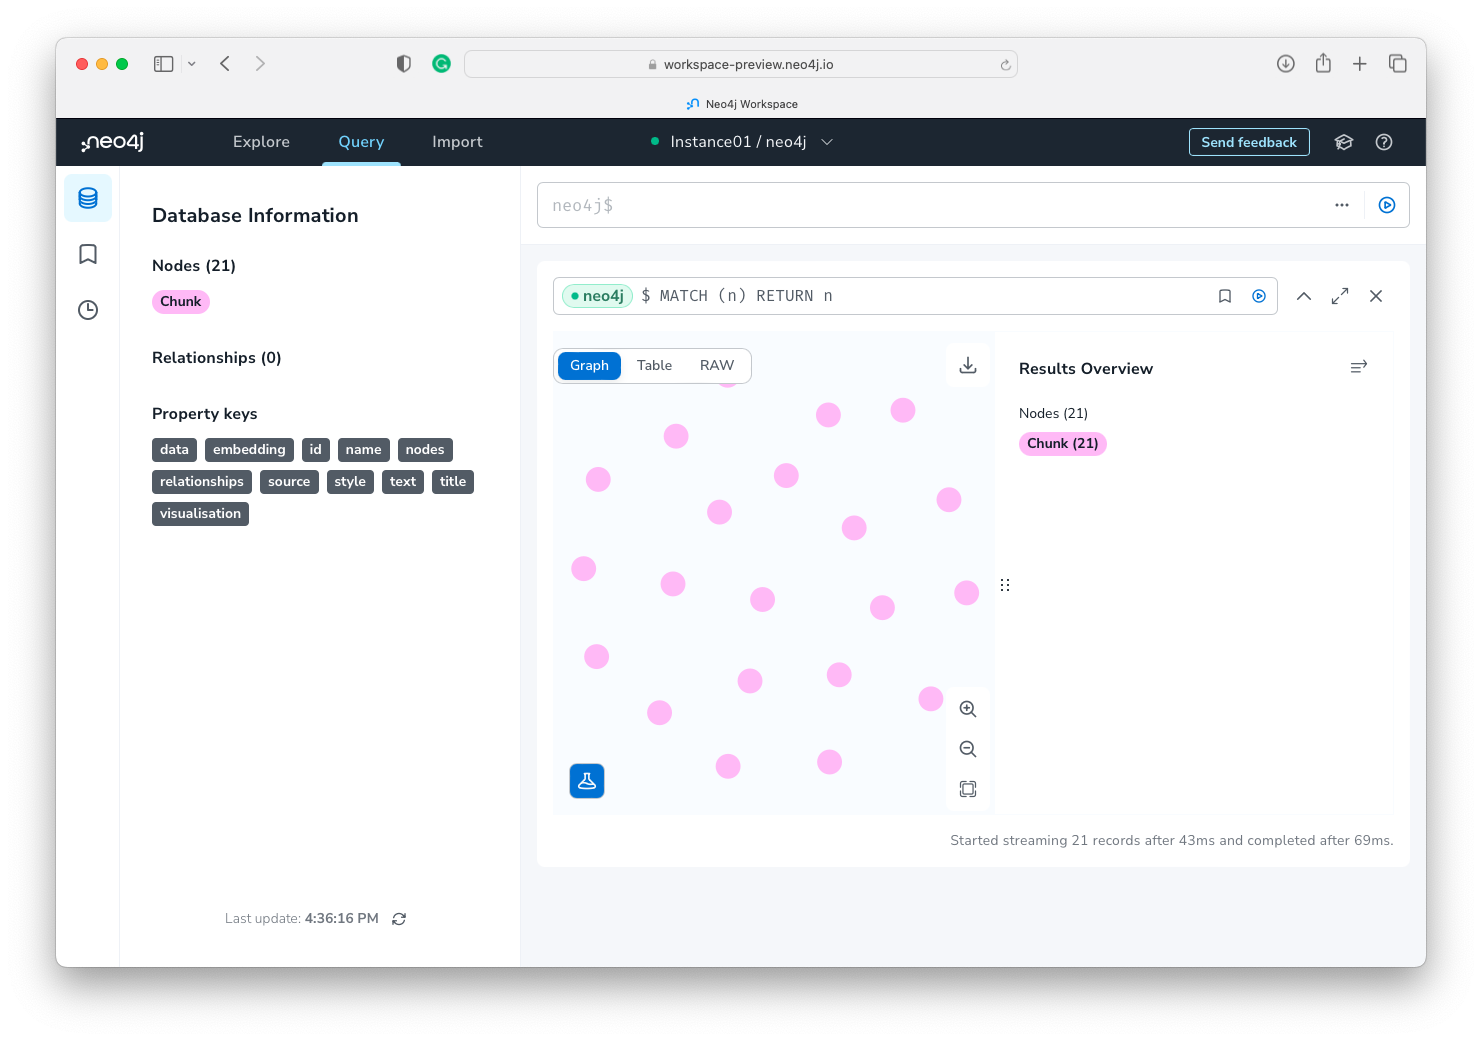 workspace-preview.neo4j.io
Neo4j Workspace
neo4j
Explore
Query
Import
Instance01 / neo4j
Send feedback
Database Information
Nodes (21)
Chunk
Relationships (0)
Property keys
data embedding id name nodes
relationships source style text title
visualisation
Last update: 4:36:16 PM
neo4j$
neo4j $ MATCH (n) RETURN n
Graph Table RAW
Results Overview
Nodes (21)
Chunk (21)
Started streaming 21 records after 43ms and completed after 69ms.